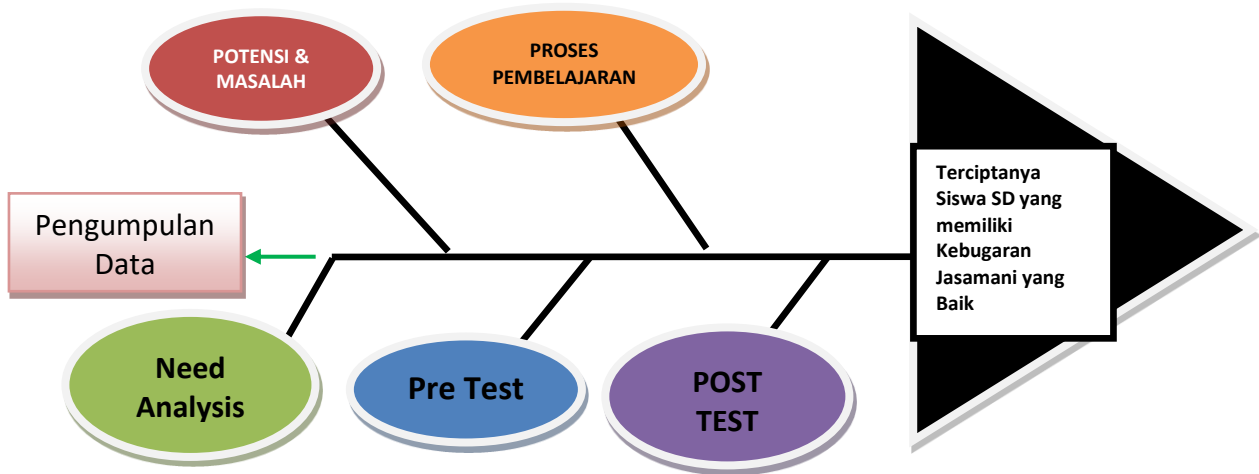 POTENSI &
MASALAH
PROSES
PEMBELAJARAN
Terciptanya
Siswa SD yang
memiliki
Kebugaran
Jasamani yang
Baik
Pengumpulan
Data
Need
Analysis
Pre Test
POST
TEST